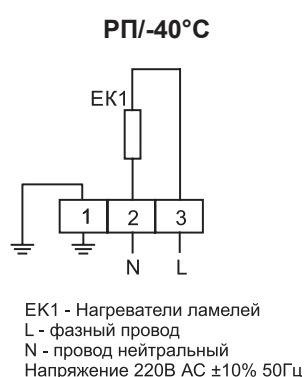 РП/-40°С
ЕК1
1 2 3
N L
ЕК1 - Нагреватели ламелей
L - фазный провод
N - провод нейтральный
Напряжение 220В АС ±10% 50Гц